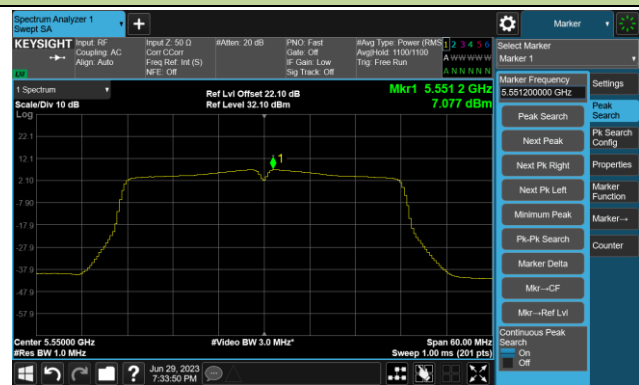 Spectrum Analyzer 1
Swept SA
+
Marker
KEYSIGHT
Input: RF
Coupling: AC
Align: Auto
Input Z: 50 Ω
Corr CCorr
Freq Ref: Int (S)
NFE: Off
#Atten: 20 dB
PNO: Fast
Gate: Off
IF Gain: Low
Sig Track: Off
#Avg Type: Power (RMS
Avg|Hold: 1100/1100
Trig: Free Run
1 2 3 4 5 6
A W W W W W
A N N N N N
Select Marker
Marker 1
1 Spectrum
Scale/Div 10 dB
Log
Ref Lvl Offset 22.10 dB
Ref Level 32.10 dBm
Mkr1 5.551 2 GHz
7.077 dBm
22.1
12.1
2.10
-7.90
-17.9
-27.9
-37.9
-47.9
-57.9
1
Center 5.55000 GHz
#Res BW 1.0 MHz
#Video BW 3.0 MHz*
Span 60.00 MHz
Sweep 1.00 ms (201 pts)
Marker Frequency
5.551200000 GHz
Peak Search
Next Peak
Next Pk Right
Next Pk Left
Minimum Peak
Pk-Pk Search
Marker Delta
Mkr→CF
Mkr→Ref Lvl
Continuous Peak
Search
On
Off
Settings
Peak
Search
Pk Search
Config
Properties
Marker
Function
Marker→
Counter
?
Jun 29, 2023
7:33:50 PM